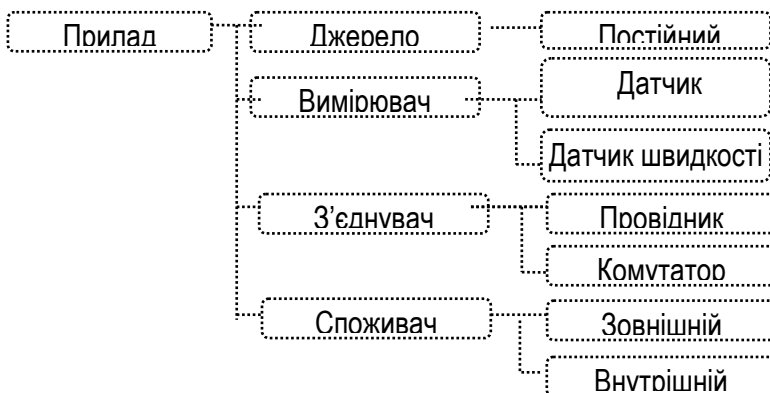 Прилад Джерело Постійний
Вимірювач Датчик
Датчик швидкості
З’єднувач Провідник
Комутатор
Споживач Зовнішній
Внутрішній